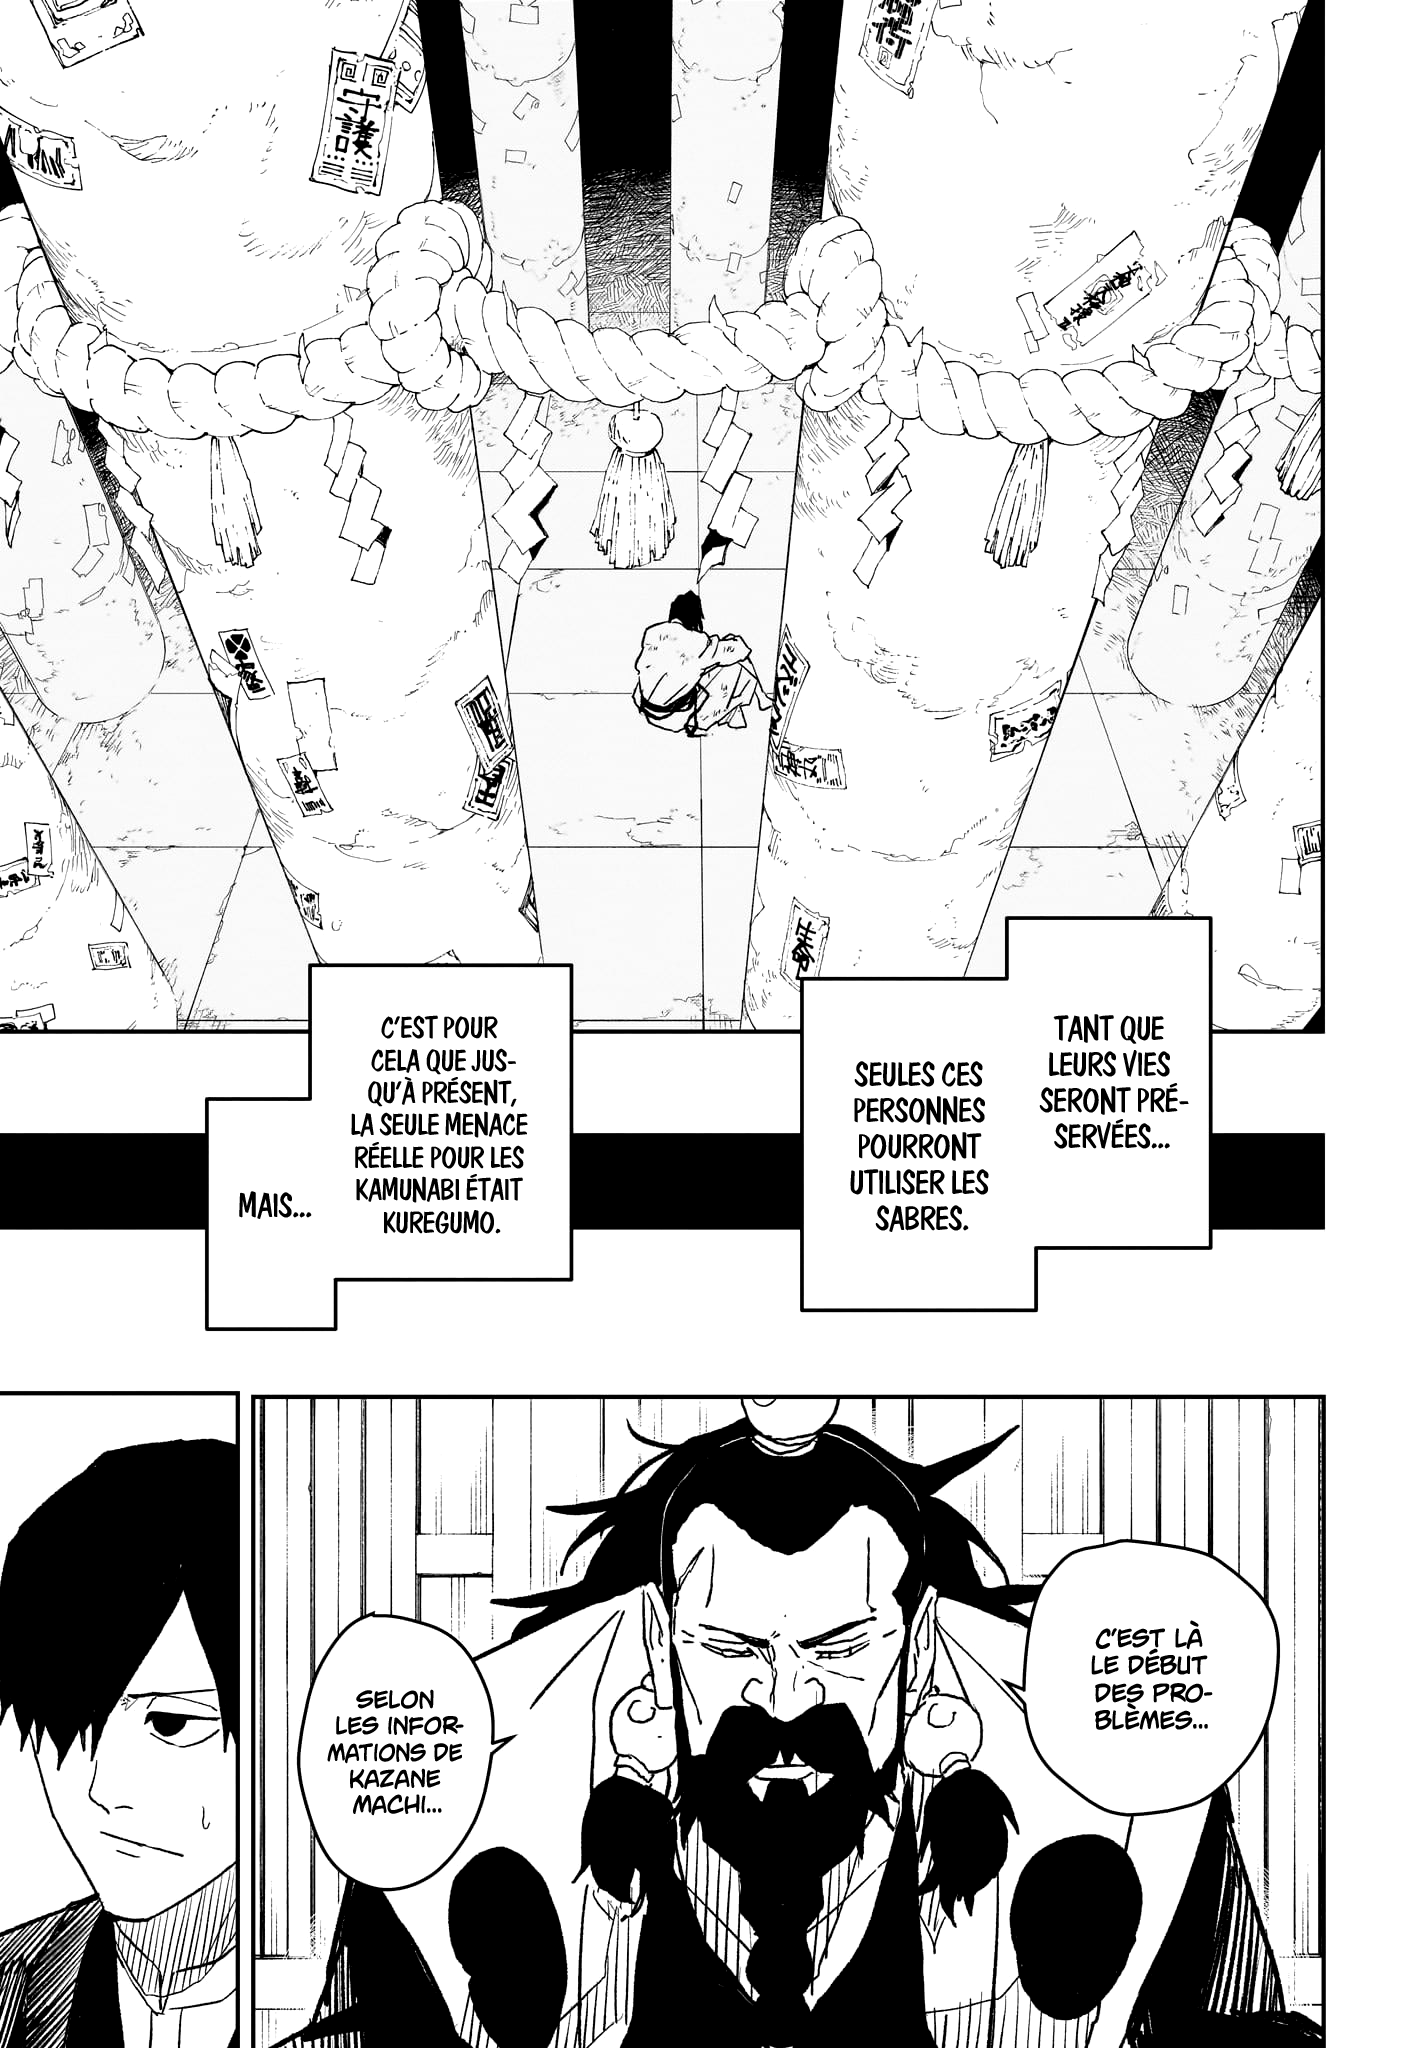 守護
TANT QUE
LEURS VIES
SERONT PRÉ-
SERVÉES...
SEULES CES
PERSONNES
POURRONT
UTILISER LES
SABRES.
C'EST POUR
CELA QUE JUS-
QU'À PRÉSENT,
LA SEULE MENACE
RÉELLE POUR LES
KAMUNABI ÉTAIT
KUREGUMO.
MAIS...
C'EST LÀ
LE DÉBUT
DES PRO-
BLÈMES...
SELON
LES INFOR-
MATIONS DE
KAZANE
MACHI...